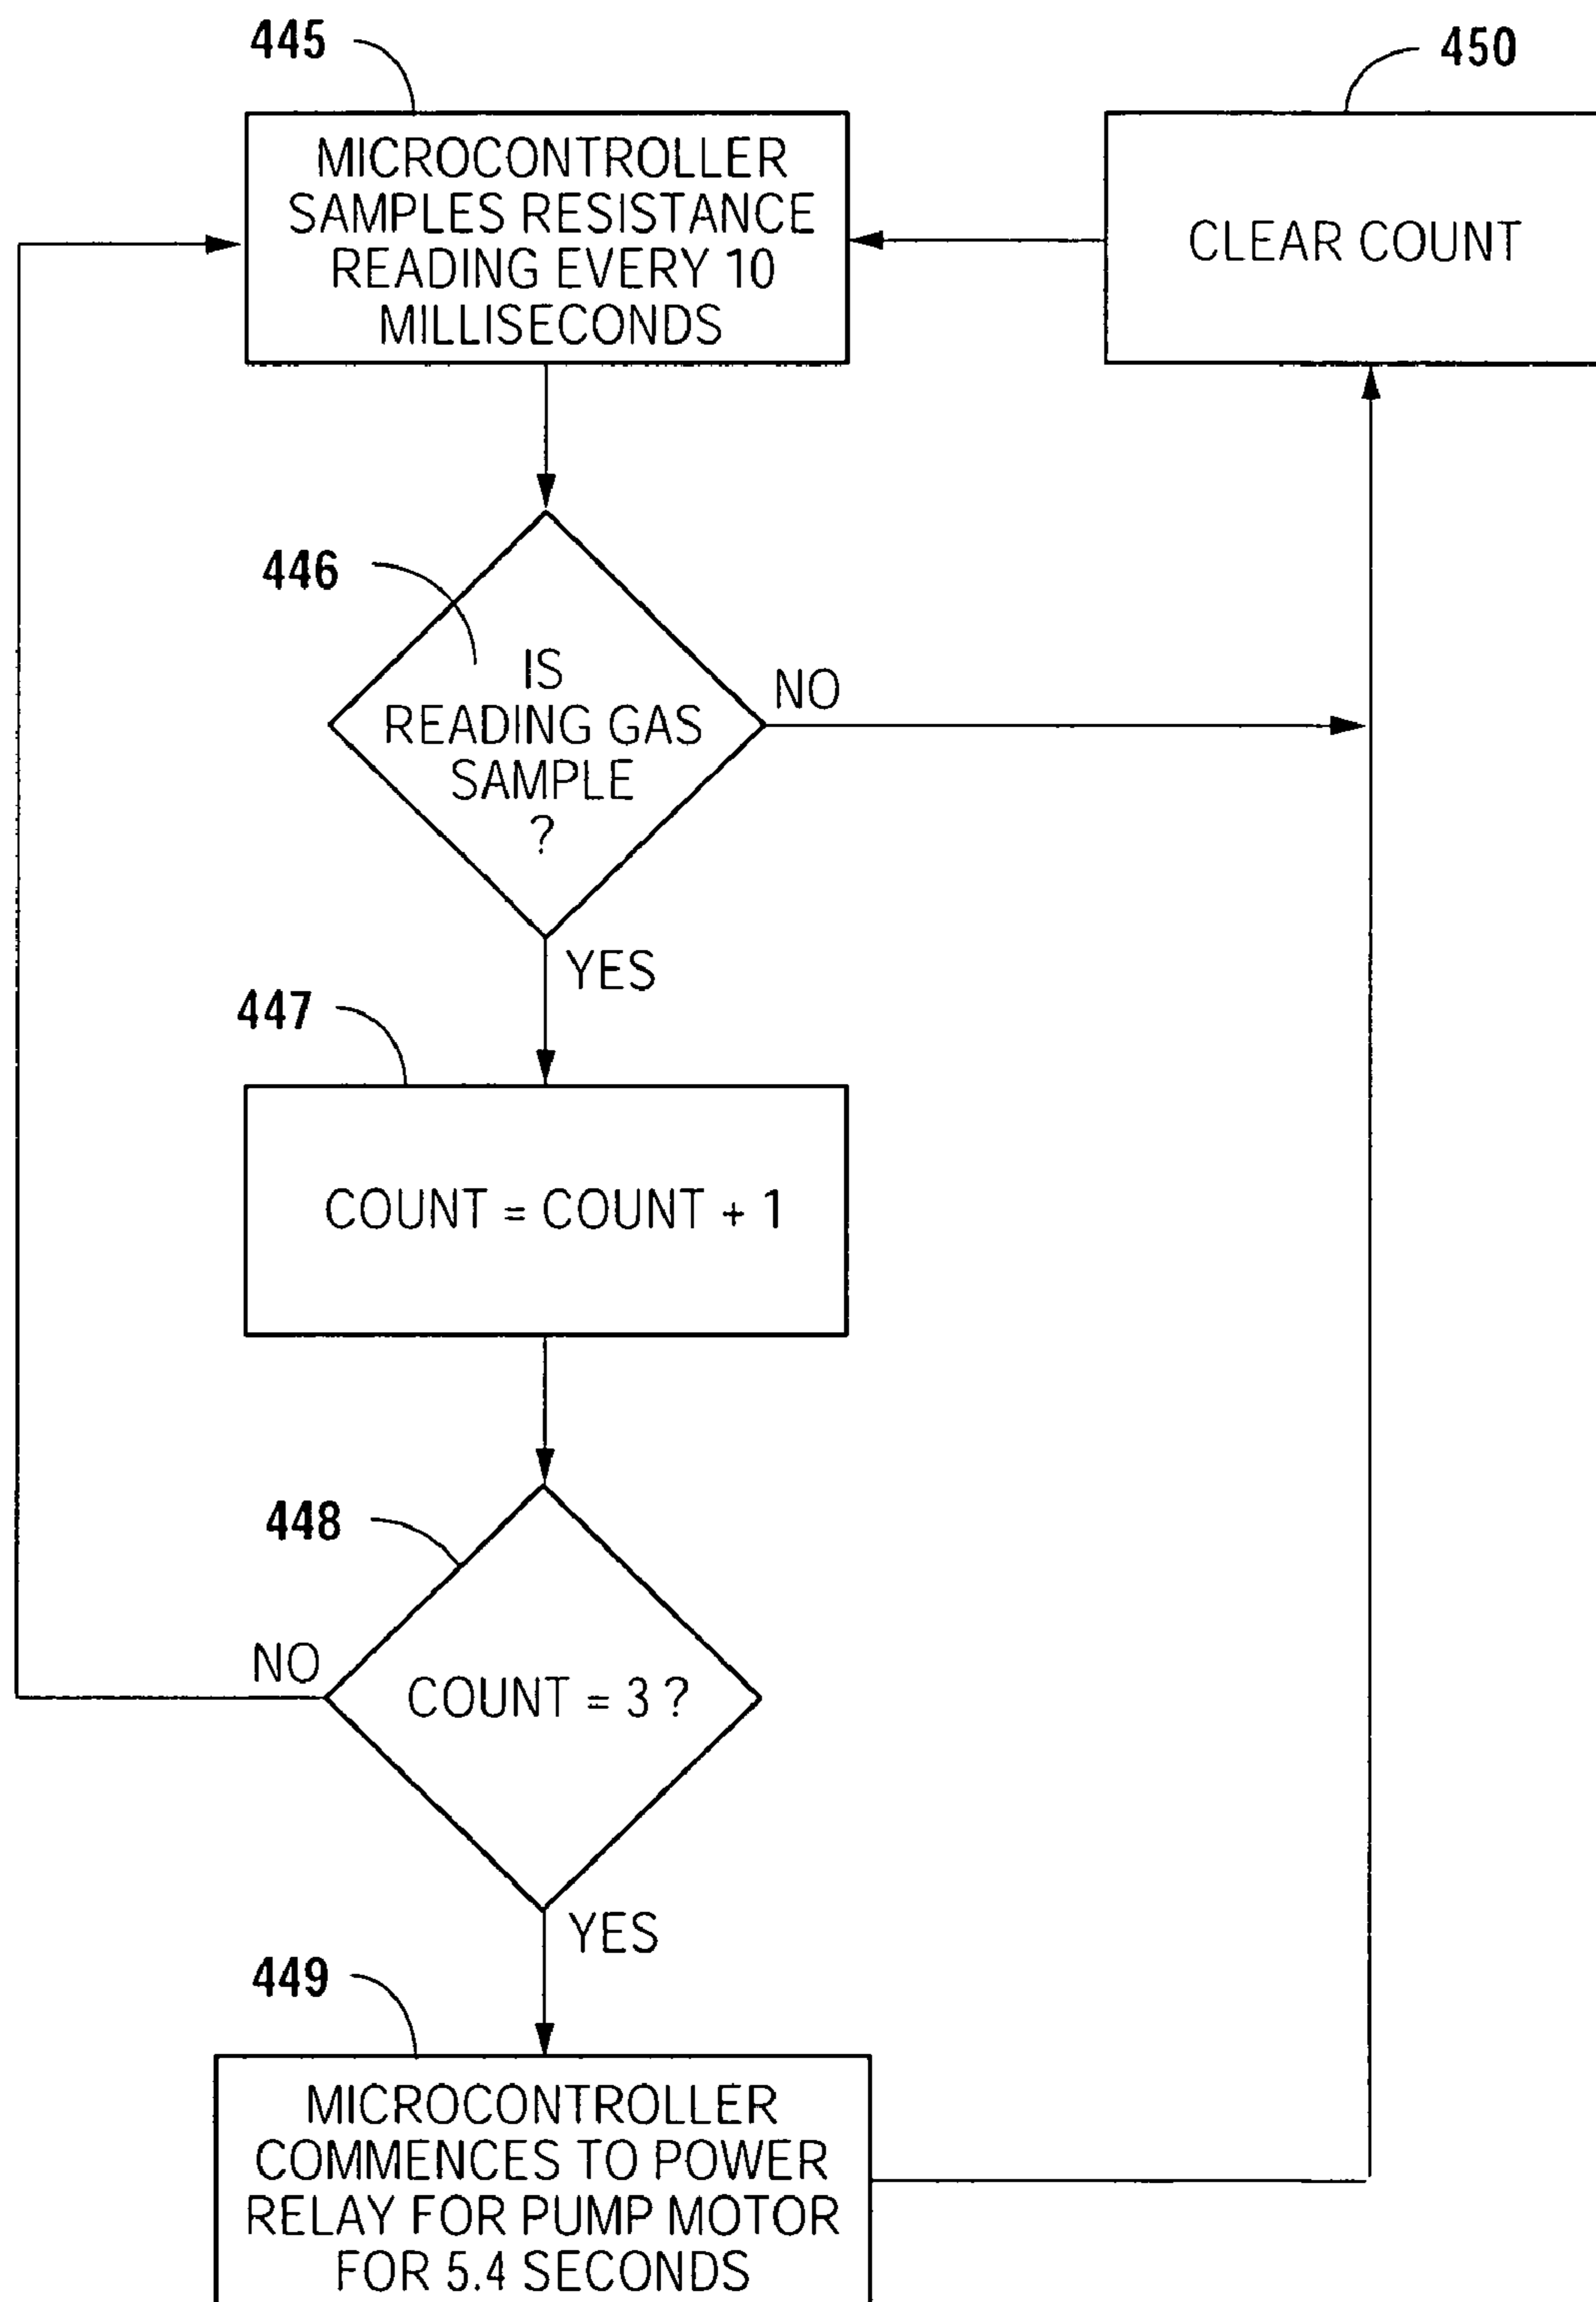 445
450
MICROCONTROLLER
SAMPLES RESISTANCE
READING EVERY 10
MILLISECONDS
CLEAR COUNT
446
IS
READING GAS
SAMPLE
?
NO
YES
447
COUNT = COUNT + 1
448
NO
COUNT = 3 ?
YES
449
MICROCONTROLLER
COMMENCES TO POWER
RELAY FOR PUMP MOTOR
FOR 5.4 SECONDS